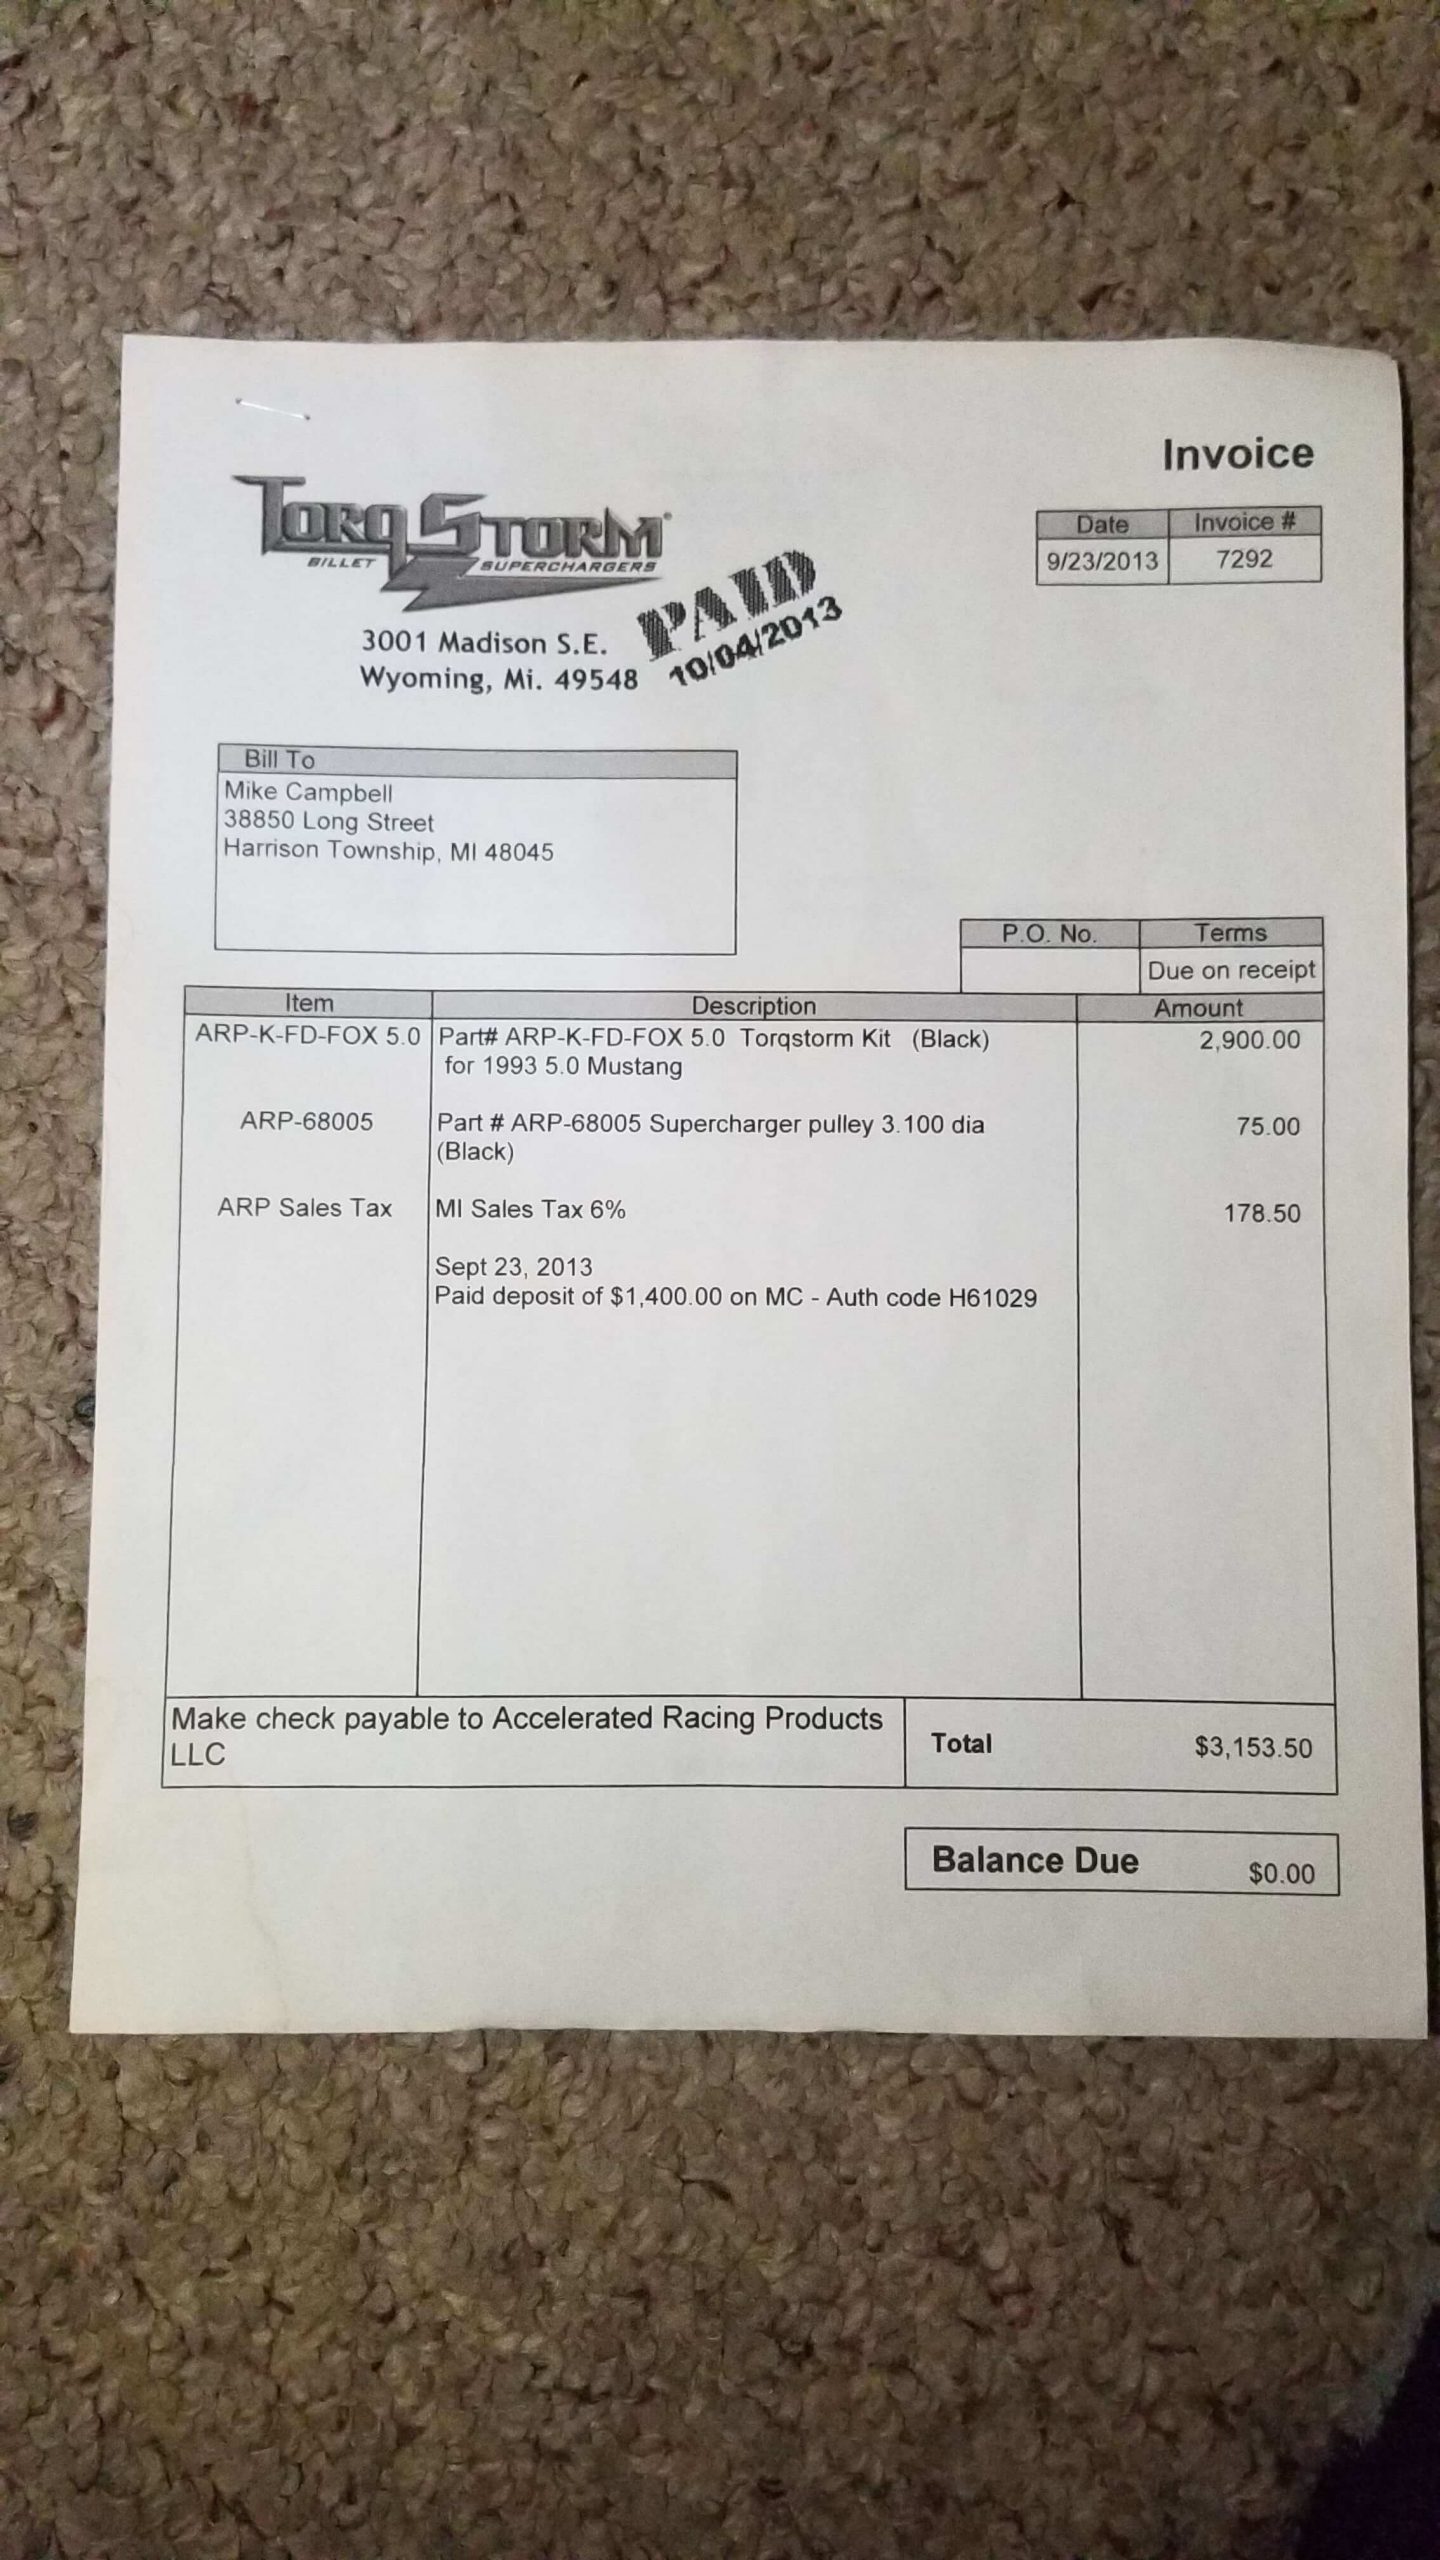 Invoice
TORQSTORM®
BILLET SUPERCHARGERS
Date Invoice #
9/23/2013 7292
PAID
10/04/2013
3001 Madison S.E.
Wyoming, Mi. 49548
Bill To
Mike Campbell
38850 Long Street
Harrison Township, MI 48045
P.O. No. Terms
Due on receipt
Item Description Amount
ARP-K-FD-FOX 5.0 Part# ARP-K-FD-FOX 5.0 Torqstorm Kit (Black) 2,900.00
for 1993 5.0 Mustang
ARP-68005 Part # ARP-68005 Supercharger pulley 3.100 dia 75.00
(Black)
ARP Sales Tax MI Sales Tax 6% 178.50
Sept 23, 2013
Paid deposit of $1,400.00 on MC - Auth code H61029
Make check payable to Accelerated Racing Products
LLC
Total $3,153.50
Balance Due $0.00